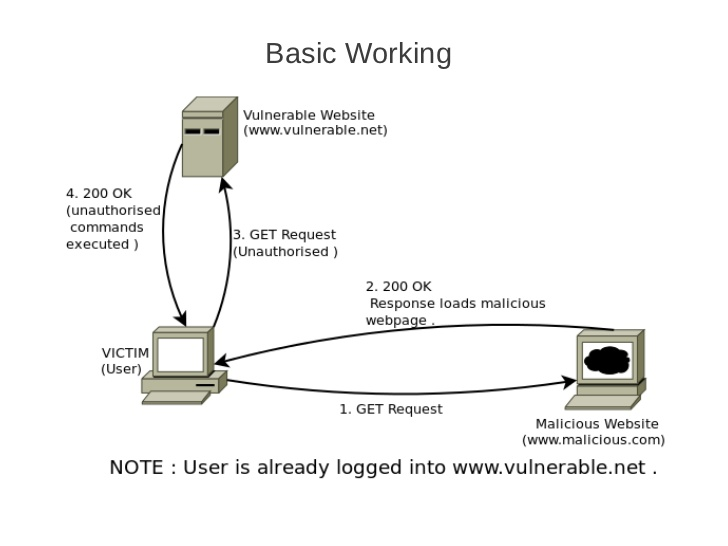 Basic Working
Vulnerable Website
(www.vulnerable.net)
4. 200 OK
(unauthorised
commands
executed )
3. GET Request
(Unauthorised )
2. 200 OK
Response loads malicious
webpage .
VICTIM
(User)
1. GET Request
Malicious Website
(www.malicious.com)
NOTE : User is already logged into www.vulnerable.net .